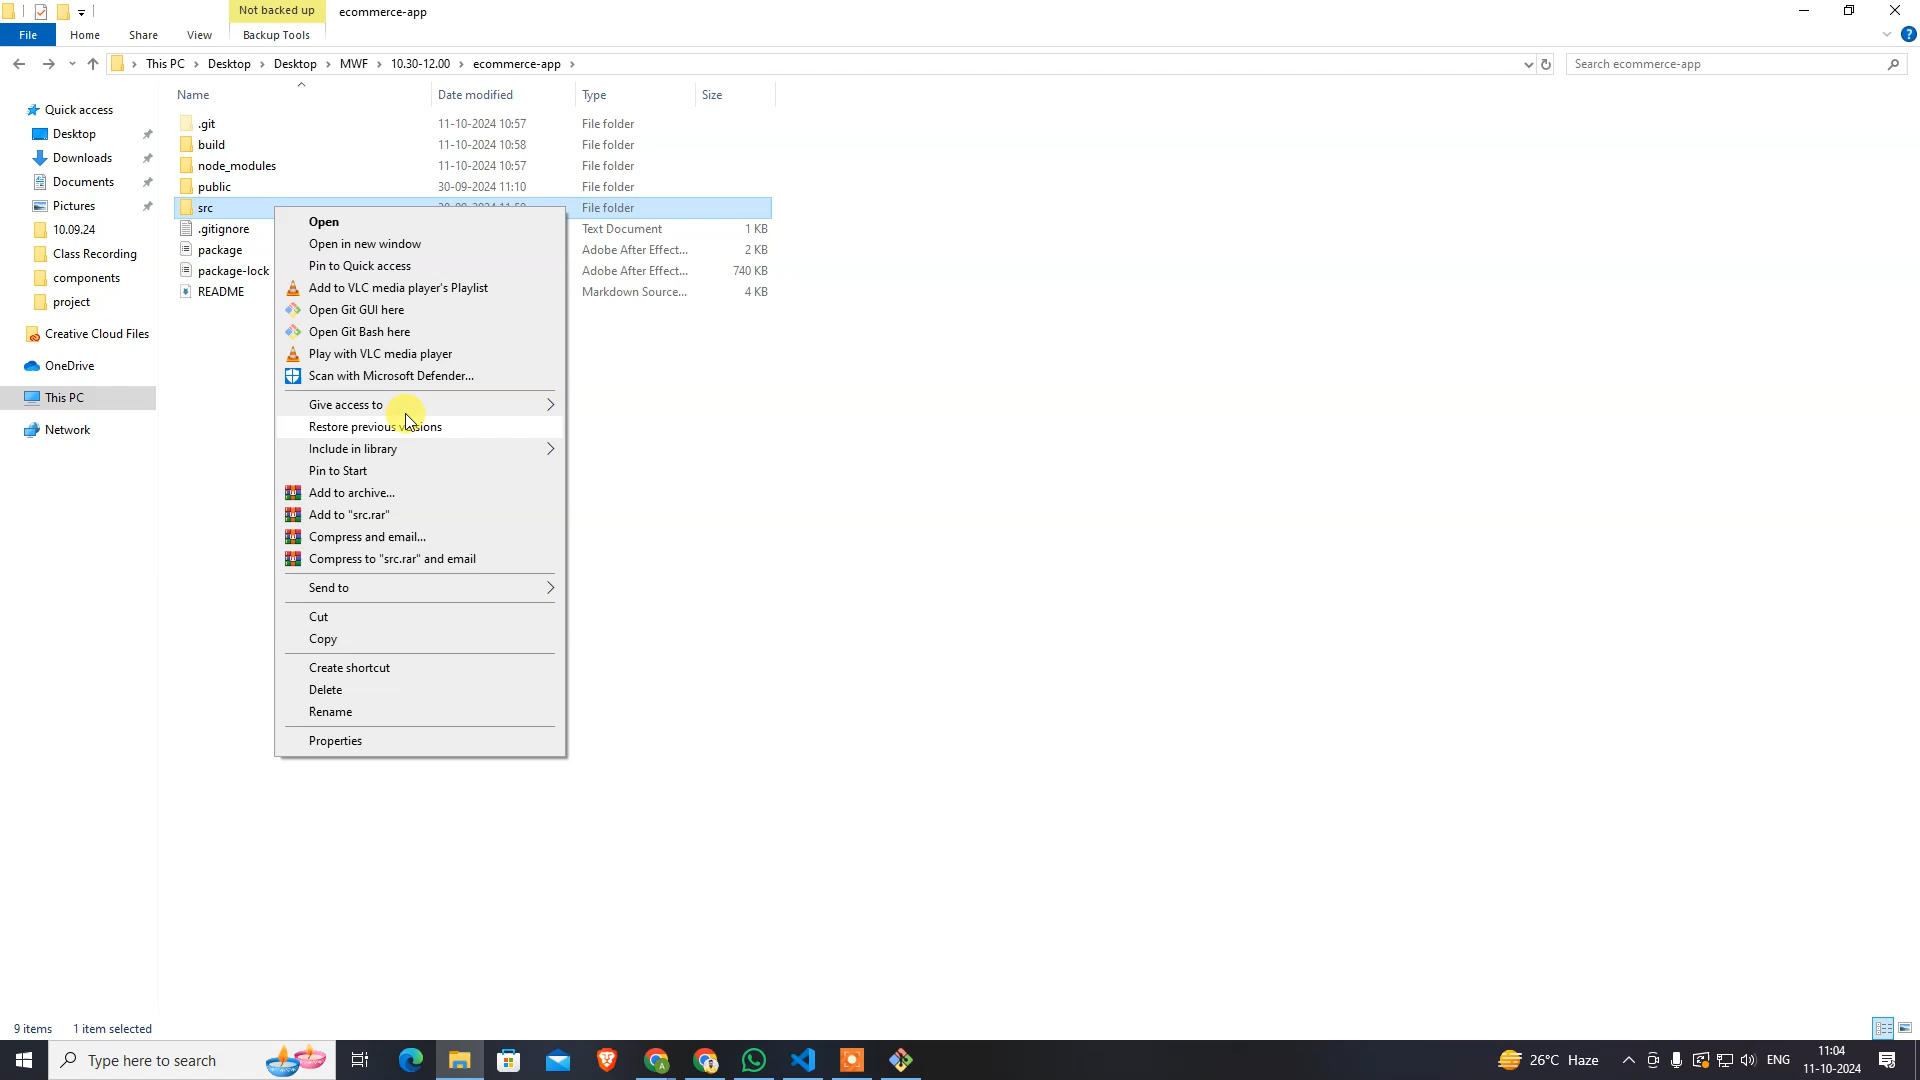 Not backed up
ecommerce-app
File
Home
Share
View
Backup Tools
This PC
Desktop
Desktop
MWF
10.30-12.00
ecommerce-app
Search ecommerce-app
Name
Date modified
Type
Size
.git
11-10-2024 10:57
File folder
build
11-10-2024 10:58
File folder
node_modules
11-10-2024 10:57
File folder
public
30-09-2024 11:10
File folder
src
File folder
.gitignore
Text Document
1 KB
package
Adobe After Effect...
2 KB
package-lock
Adobe After Effect...
740 KB
README
Markdown Source...
4 KB
Quick access
Desktop
Downloads
Documents
Pictures
10.09.24
Class Recording
components
project
Creative Cloud Files
OneDrive
This PC
Network
Open
Open in new window
Pin to Quick access
Add to VLC media player's Playlist
Open Git GUI here
Open Git Bash here
Play with VLC media player
Scan with Microsoft Defender...
Give access to
Restore previous versions
Include in library
Pin to Start
Add to archive...
Add to "src.rar"
Compress and email...
Compress to "src.rar" and email
Send to
Cut
Copy
Create shortcut
Delete
Rename
Properties
9 items
1 item selected
Type here to search
26°C Haze
ENG
11:04
11-10-2024